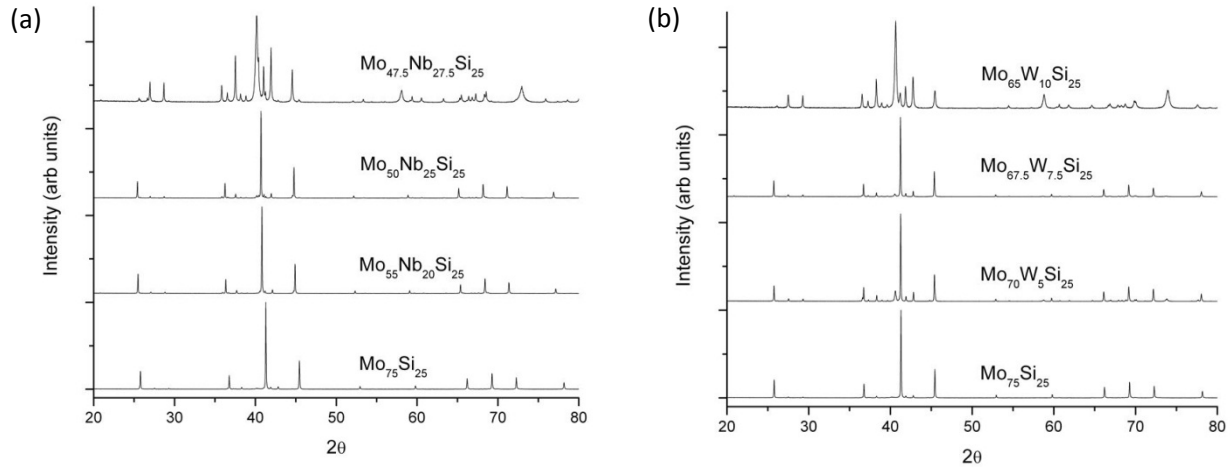 (a)
Intensity (arb units)
Mo₄₇.₅Nb₂₇.₅Si₂₅
Mo₅₀Nb₂₅Si₂₅
Mo₅₅Nb₂₀Si₂₅
Mo₇₅Si₂₅
20 30 40 50 60 70 80
2θ
(b)
Intensity (arb units)
Mo₆₅W₁₀Si₂₅
Mo₆₇.₅W₇.₅Si₂₅
Mo₇₀W₅Si₂₅
Mo₇₅Si₂₅
20 30 40 50 60 70 80
2θ